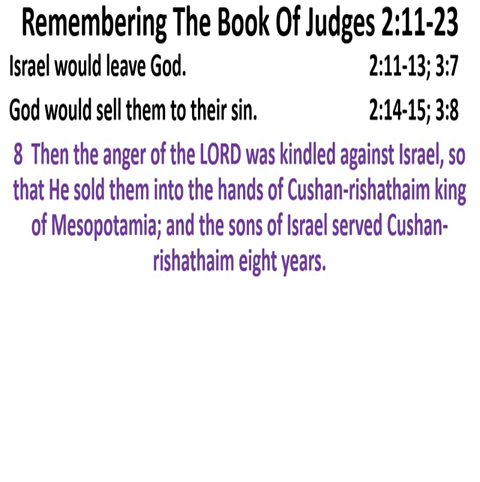 Remembering The Book Of Judges 2:11-23
Israel would leave God. 2:11-13; 3:7
God would sell them to their sin. 2:14-15; 3:8
8 Then the anger of the LORD was kindled against Israel, so
that He sold them into the hands of Cushan-rishathaim king
of Mesopotamia; and the sons of Israel served Cushan-
rishathaim eight years.